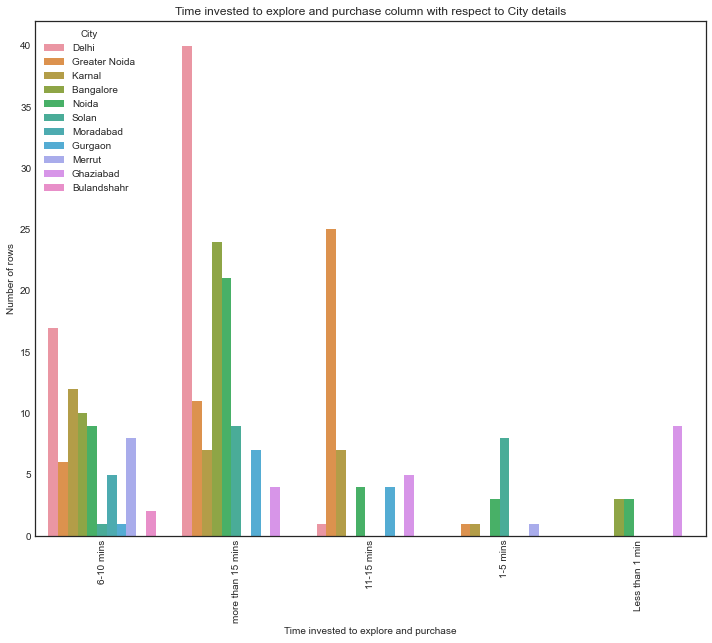 Time invested to explore and purchase column with respect to City details
City
Delhi
Greater Noida
Karnal
Bangalore
Noida
Solan
Moradabad
Gurgaon
Merrut
Ghaziabad
Bulandshahr
Number of rows
40
35
30
25
20
15
10
5
0
6-10 mins
more than 15 mins
11-15 mins
1-5 mins
Less than 1 min
Time invested to explore and purchase